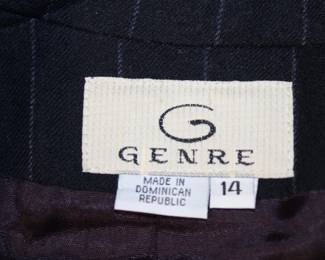 G
GENRE
MADE IN
DOMINICAN
REPUBLIC
14